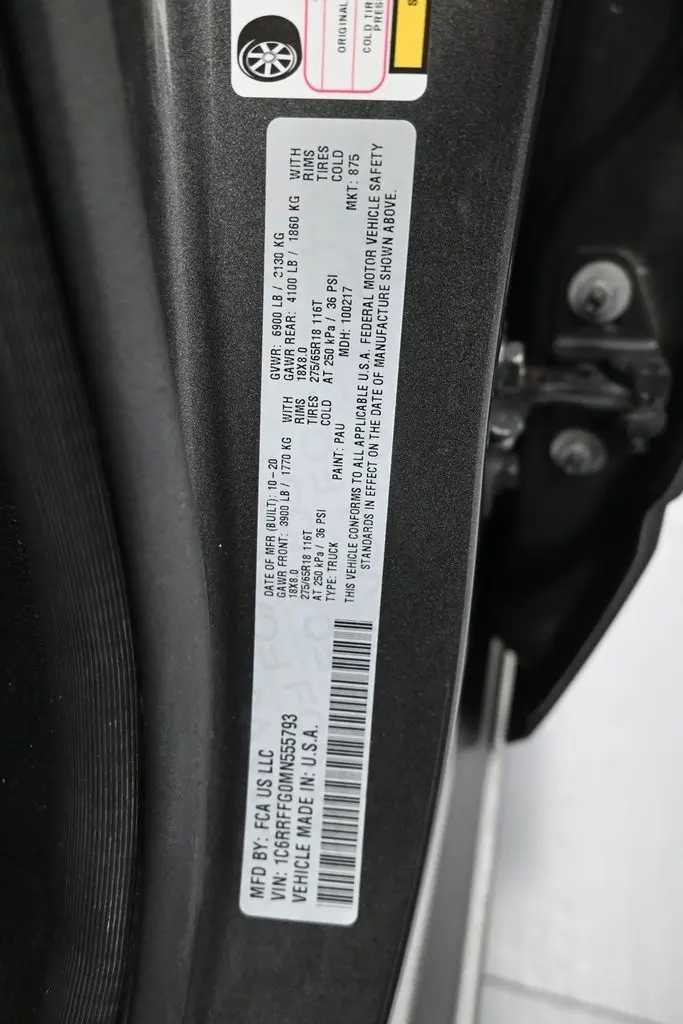 ORIGINAL
COLD TIR
PRES
S
MFD BY: FCA US LLC
VIN: 1C6RRFFG0MN555793
VEHICLE MADE IN: U.S.A.
DATE OF MFR (BUILT): 10-20
GAWR FRONT: 3900 LB / 1770 KG WITH
18X8.0 RIMS
275/65R18 116T TIRES
AT 250 kPa / 36 PSI COLD
TYPE: TRUCK PAINT: PAU
GVWR: 6900 LB / 3130 KG
GAWR REAR: 4100 LB / 1860 KG WITH
18X8.0 RIMS
275/65R18 116T TIRES
AT 250 kPa / 36 PSI COLD
MDH: 100217 MKT: 875
THIS VEHICLE CONFORMS TO ALL APPLICABLE U.S.A. FEDERAL MOTOR VEHICLE SAFETY
STANDARDS IN EFFECT ON THE DATE OF MANUFACTURE SHOWN ABOVE.